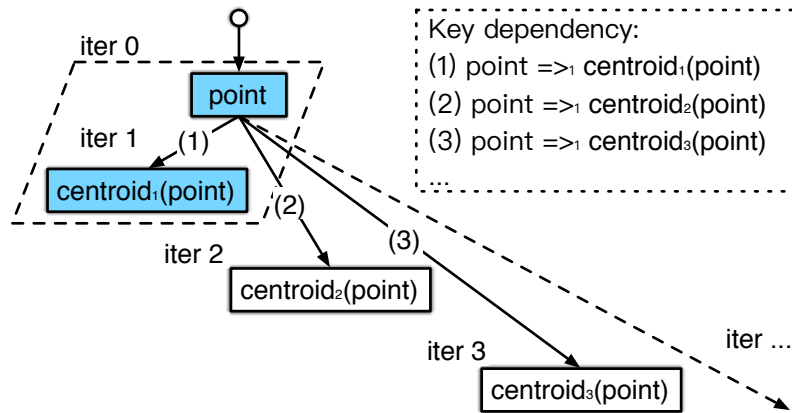 iter 0
point
iter 1
(1)
centroid₁(point)
(2)
iter 2
(3)
centroid₂(point)
iter 3
iter ...
centroid₃(point)
Key dependency:
(1) point =>₁ centroid₁(point)
(2) point =>₁ centroid₂(point)
(3) point =>₁ centroid₃(point)
...